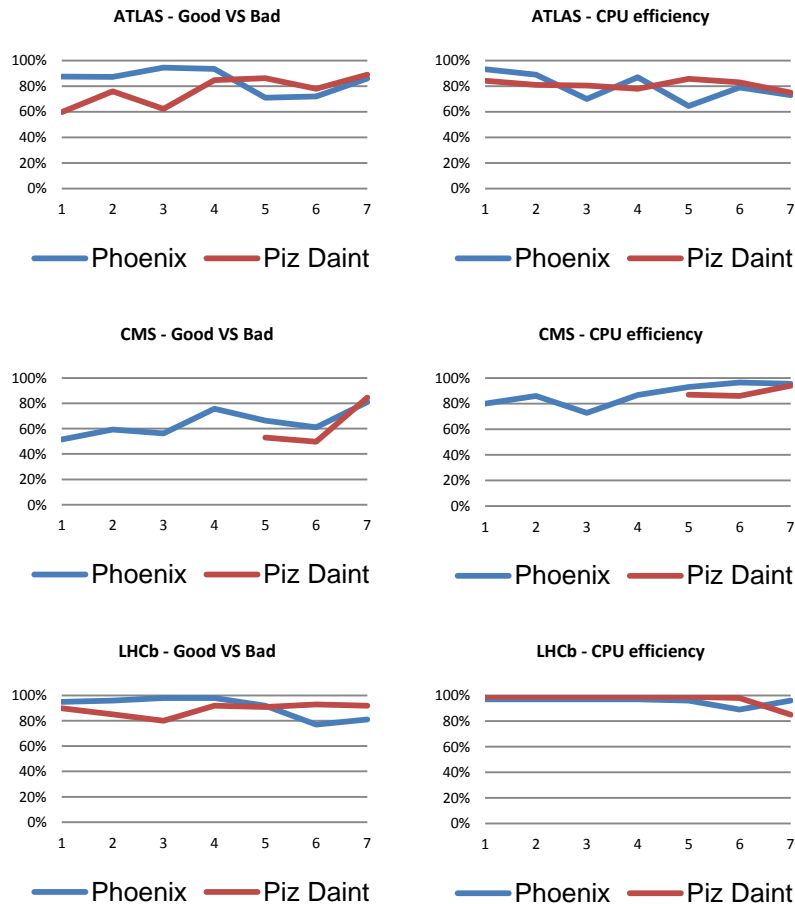 ATLAS - Good VS Bad
100%
80%
60%
40%
20%
0%
1 2 3 4 5 6 7
Phoenix Piz Daint
ATLAS - CPU efficiency
100%
80%
60%
40%
20%
0%
1 2 3 4 5 6 7
Phoenix Piz Daint
CMS - Good VS Bad
100%
80%
60%
40%
20%
0%
1 2 3 4 5 6 7
Phoenix Piz Daint
CMS - CPU efficiency
100%
80%
60%
40%
20%
0%
1 2 3 4 5 6 7
Phoenix Piz Daint
LHCb - Good VS Bad
100%
80%
60%
40%
20%
0%
1 2 3 4 5 6 7
Phoenix Piz Daint
LHCb - CPU efficiency
100%
80%
60%
40%
20%
0%
1 2 3 4 5 6 7
Phoenix Piz Daint